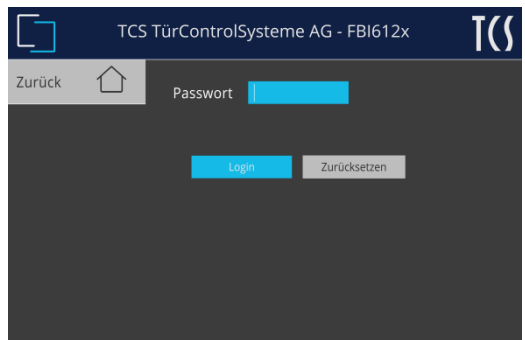 TCS TürControlSysteme AG - FBI612x
TCS
Zurück
Passwort
Login
Zurücksetzen